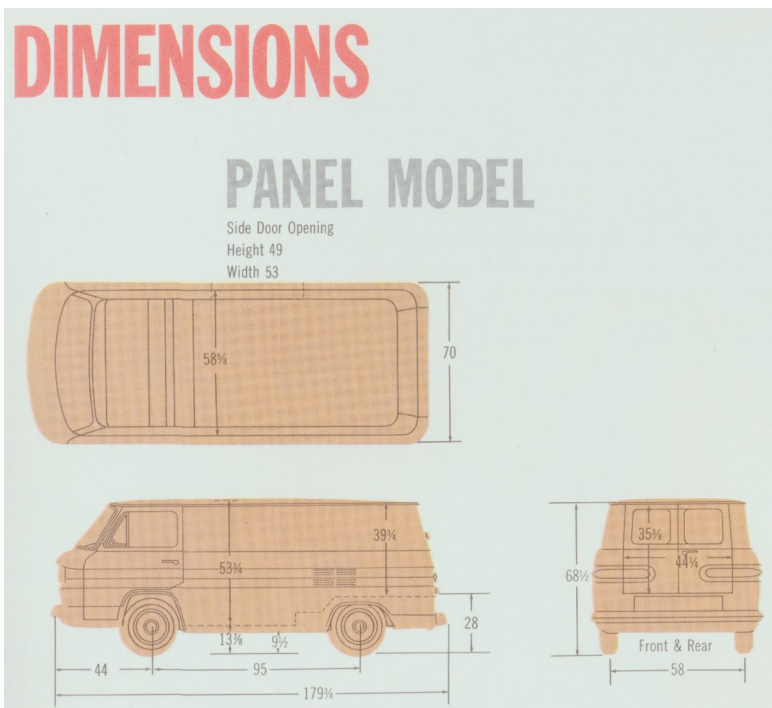 DIMENSIONS
PANEL MODEL
Side Door Opening
Height 49
Width 53
58⅝
70
53¾
39¾
13⅞
9½
28
44
95
179¾
35⅝
44¼
68½
Front & Rear
58